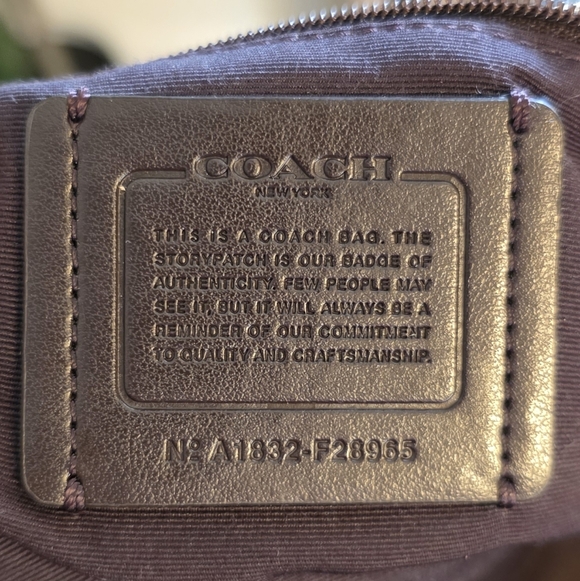 COACH
NEW YORK
THIS IS A COACH BAG. THE
STORYPATCH IS OUR BADGE OF
AUTHENTICITY. FEW PEOPLE MAY
SEE IT, BUT IT WILL ALWAYS BE A
REMINDER OF OUR COMMITMENT
TO QUALITY AND CRAFTSMANSHIP.
Nº A1832-F28965